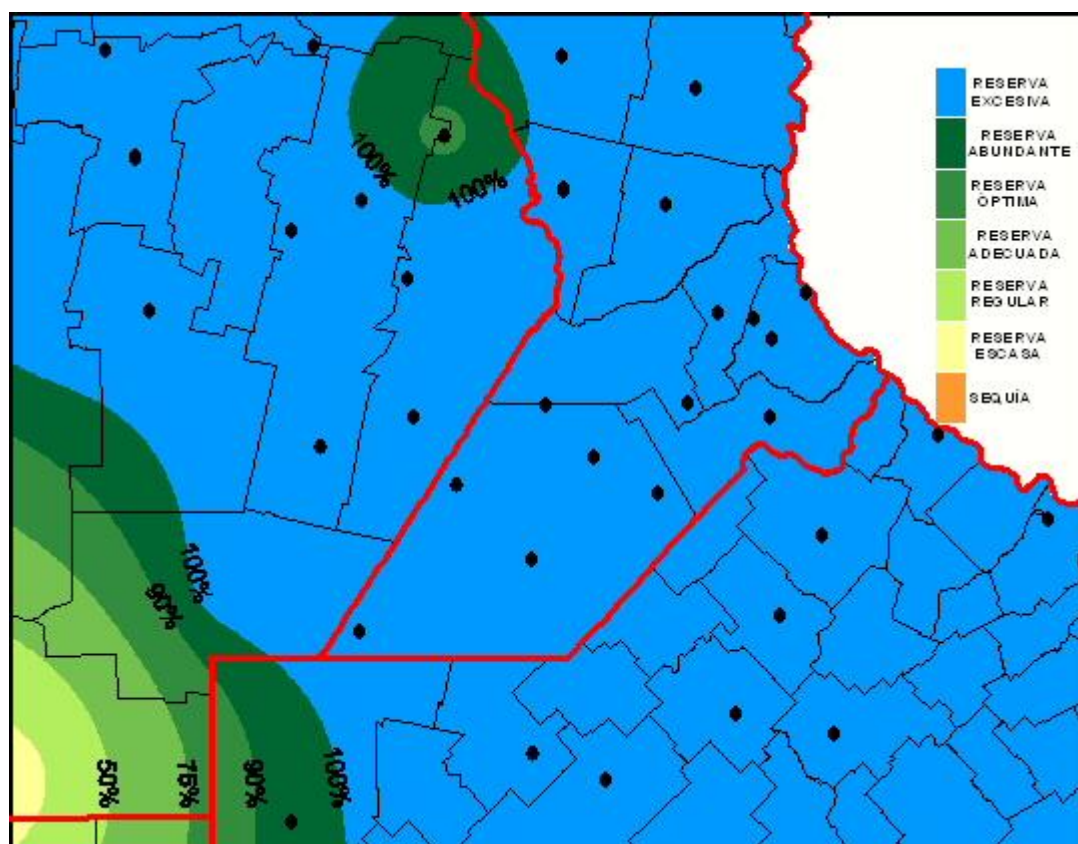 100%
100%
RESERVA
EXCESIVA
RESERVA
ABUNDANTE
RESERVA
ÓPTIMA
RESERVA
ADECUADA
RESERVA
REGULAR
RESERVA
ESCASA
SEQUÍA
100%
90%
50%
75%
90%
100%